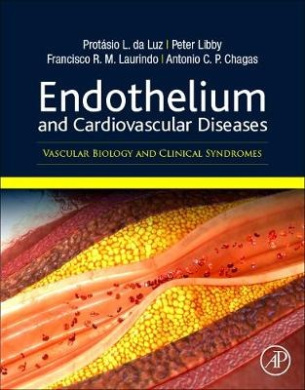 Protásio L. da Luz | Peter Libby
Francisco R. M. Laurindo | Antonio C. P. Chagas
Endothelium
and Cardiovascular Diseases
Vascular Biology and Clinical Syndromes